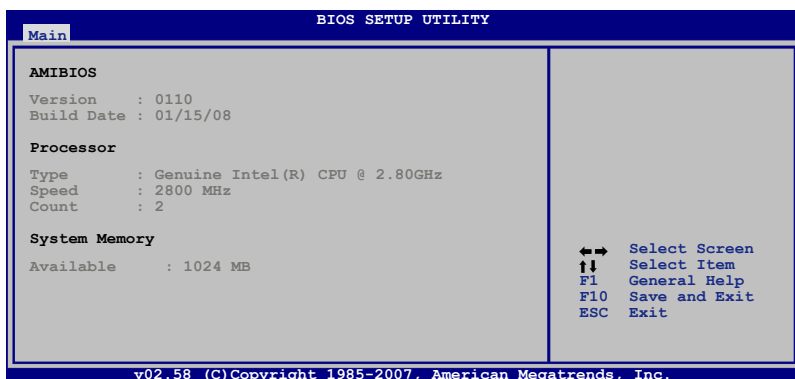 BIOS SETUP UTILITY
Main
AMIBIOS
Version : 0110
Build Date : 01/15/08
Processor
Type : Genuine Intel(R) CPU @ 2.80GHz
Speed : 2800 MHz
Count : 2
System Memory
Available : 1024 MB
←→ Select Screen
↑↓ Select Item
F1 General Help
F10 Save and Exit
ESC Exit
v02.58 (C)Copyright 1985-2007, American Megatrends, Inc.